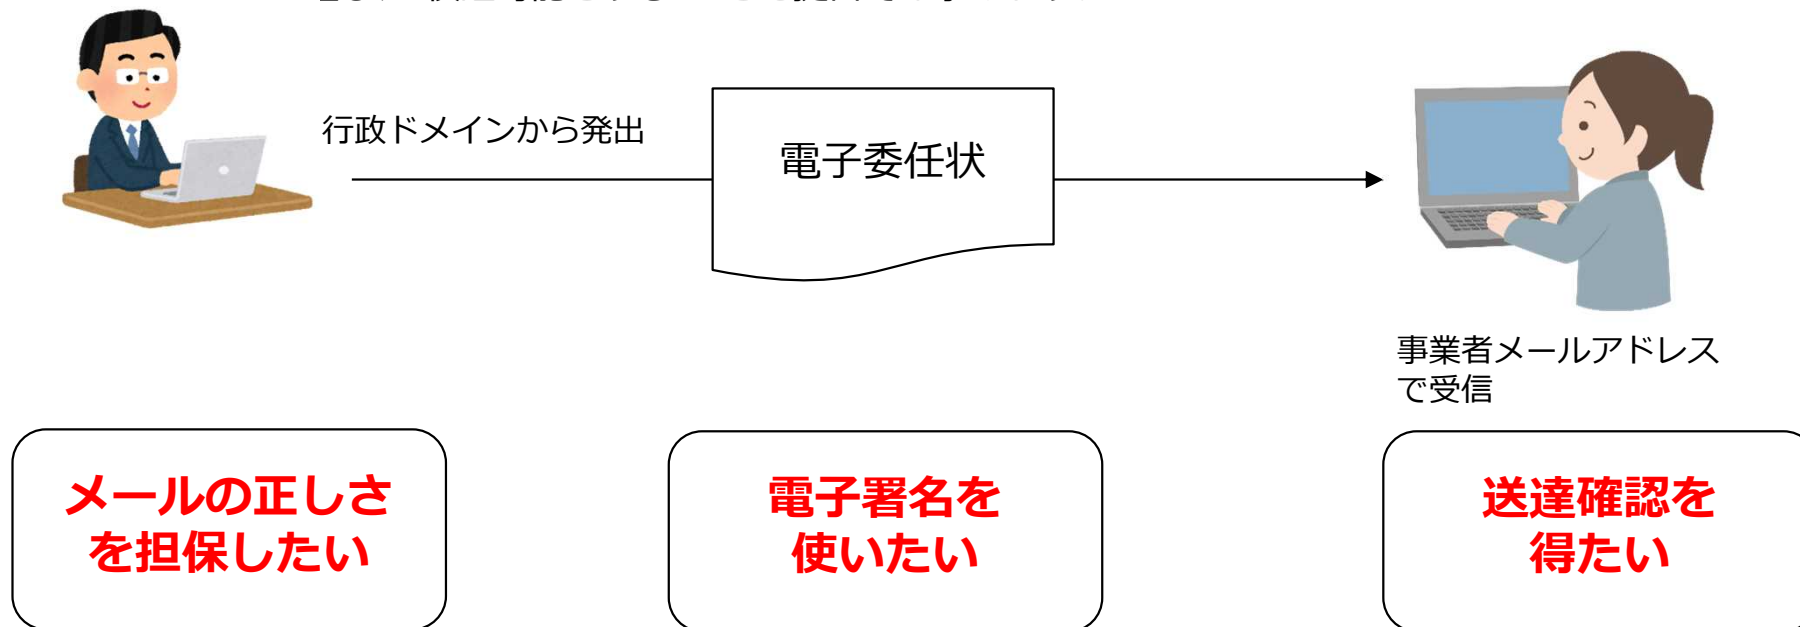 行政ドメインから発出
電子委任状
事業者メールアドレス
で受信
メールの正しさ
を担保したい
電子署名を
使いたい
送達確認を
得たい